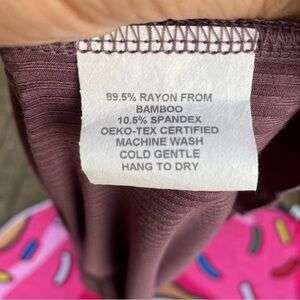 89.5% RAYON FROM
BAMBOO
10.5% SPANDEX
OEKO-TEX CERTIFIED
MACHINE WASH
COLD GENTLE
HANG TO DRY